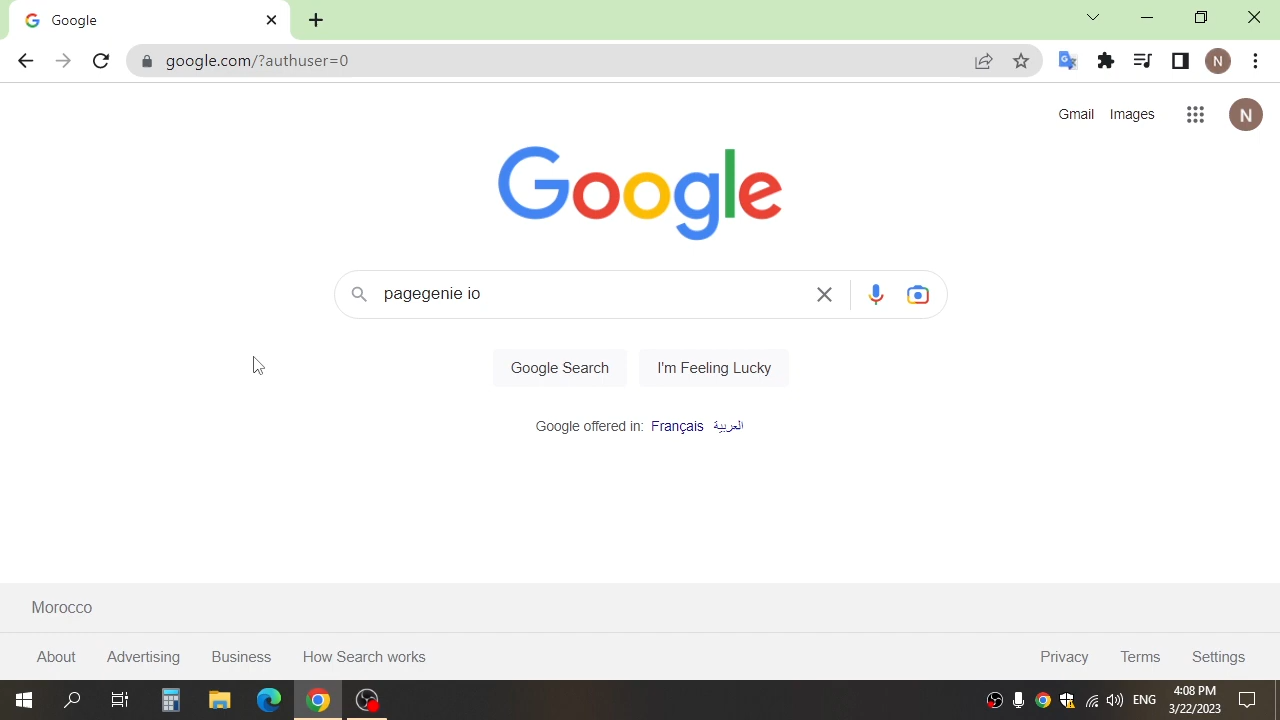 Google
google.com/?authuser=0
N
Gmail Images
N
Google
pagegenie io
Google Search I'm Feeling Lucky
Google offered in: Français العربية
Morocco
About Advertising Business How Search works
Privacy Terms Settings
ENG
4:08 PM
3/22/2023